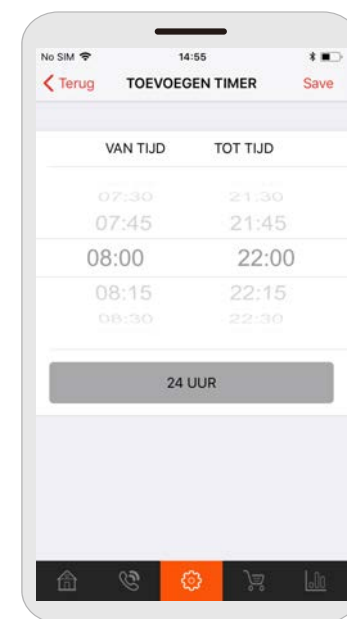 No SIM 14:55
Terug TOEVOEGEN TIMER Save
VAN TIJD TOT TIJD
07:30 21:30
07:45 21:45
08:00 22:00
08:15 22:15
08:30 22:30
24 UUR